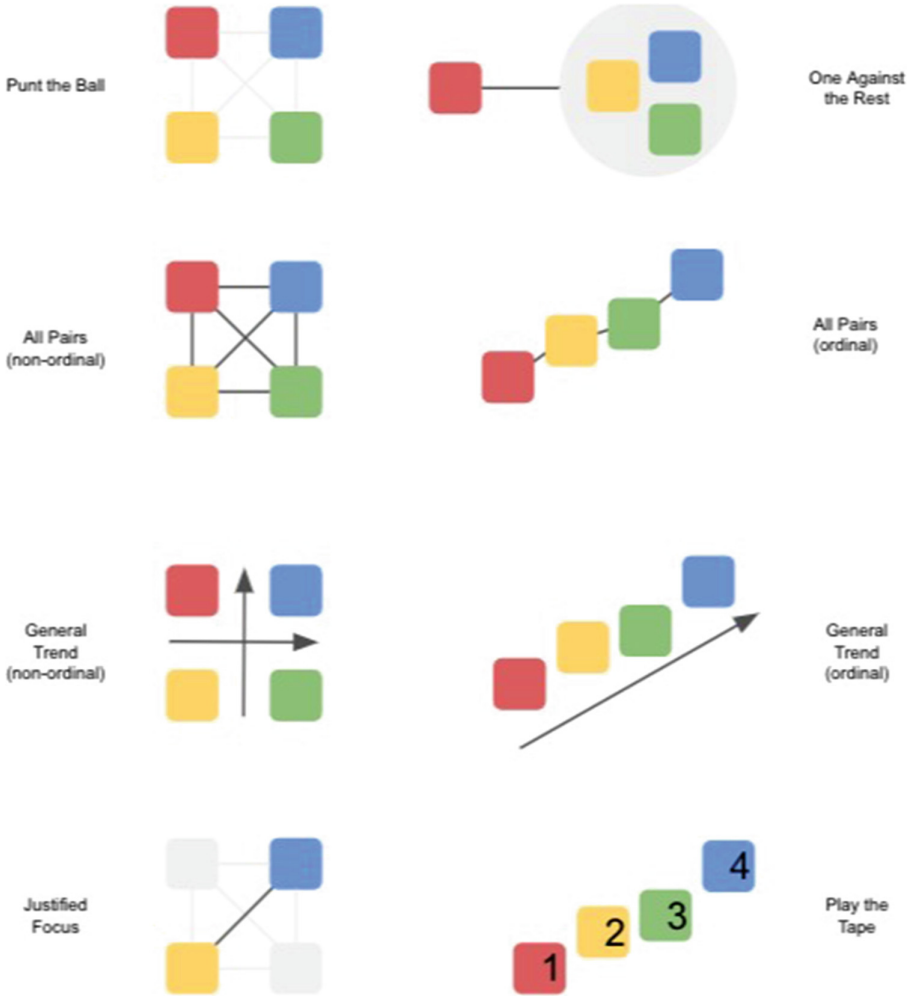 Punt the Ball
One Against
the Rest
All Pairs
(non-ordinal)
All Pairs
(ordinal)
General
Trend
(non-ordinal)
General
Trend
(ordinal)
Justified
Focus
1
2
3
4
Play the
Tape